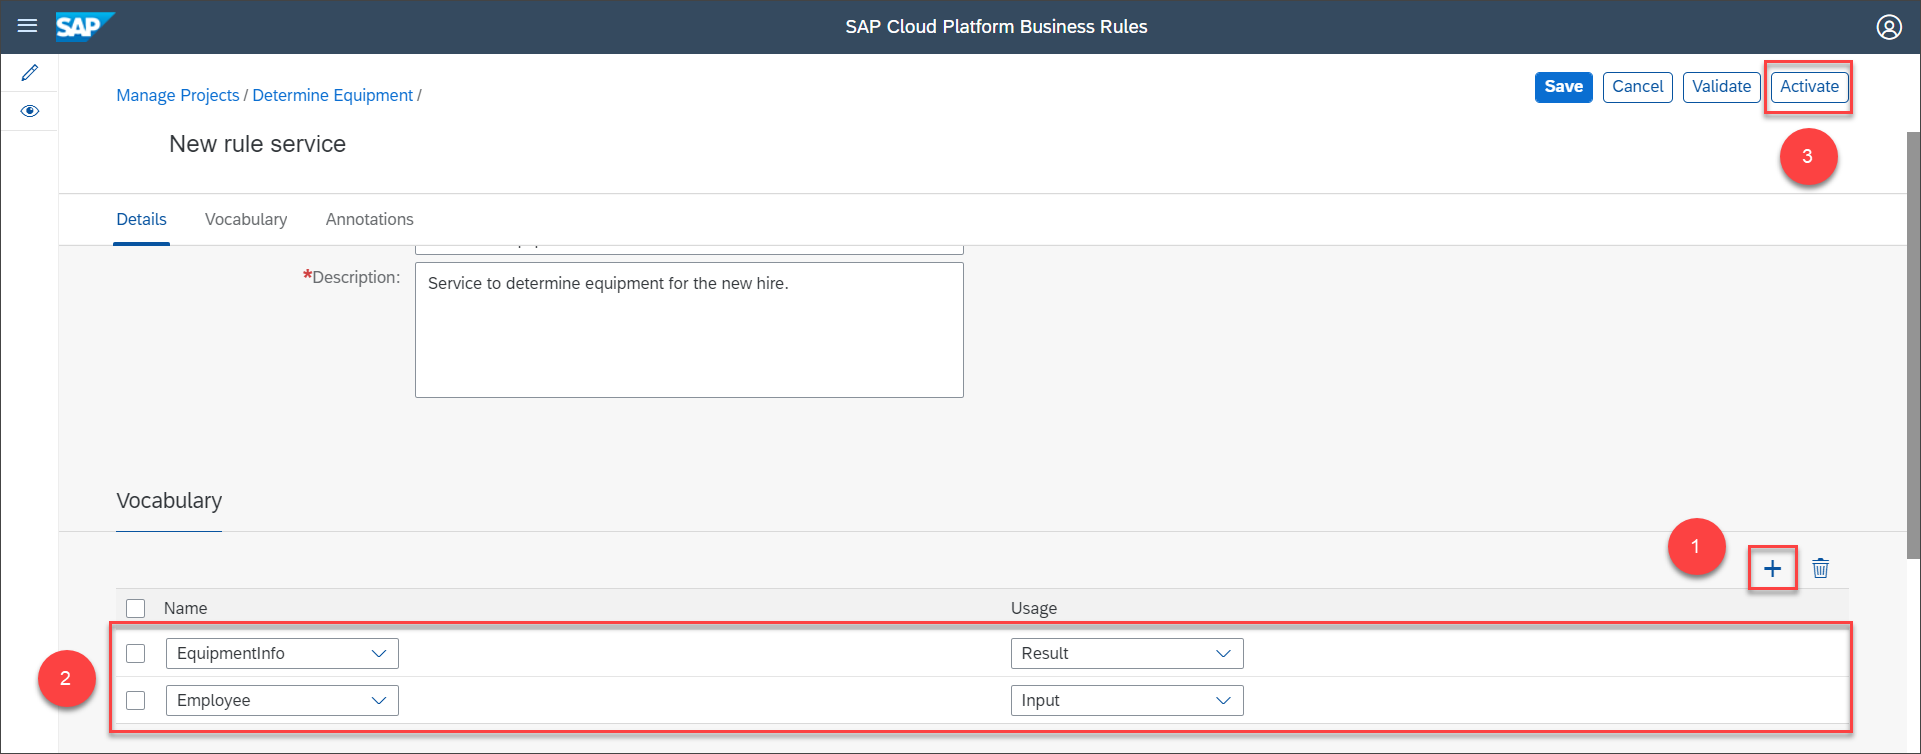 SAP
SAP Cloud Platform Business Rules
Manage Projects / Determine Equipment /
Save Cancel Validate Activate
New rule service
3
Details Vocabulary Annotations
*Description:
Service to determine equipment for the new hire.
Vocabulary
1
Name Usage
EquipmentInfo Result
2
Employee Input